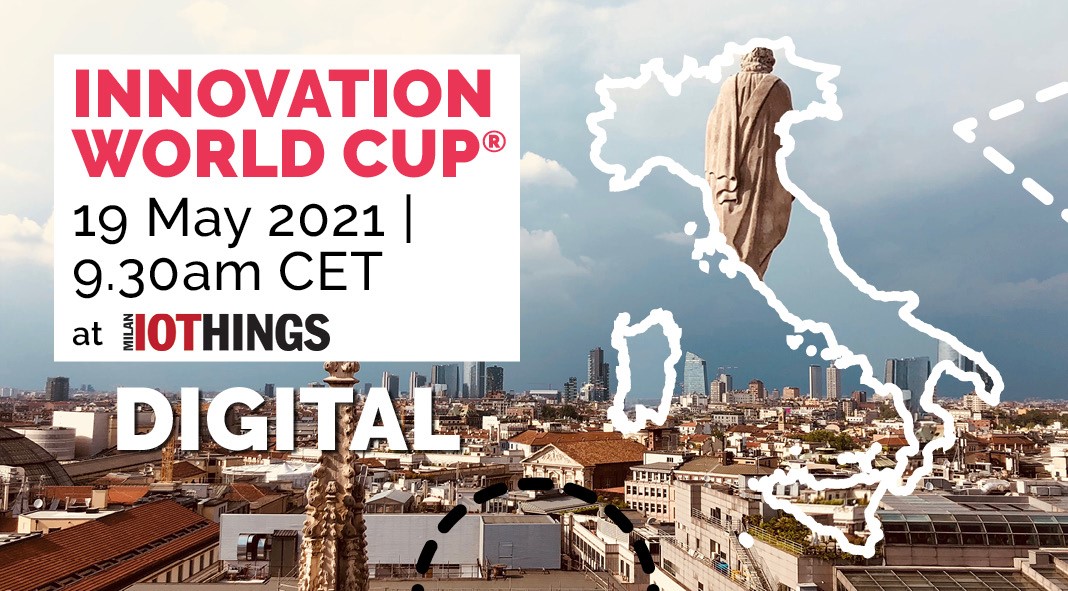 INNOVATION
WORLD CUP®
19 May 2021 |
9.30am CET
at MILAN IOTHINGS
DIGITAL